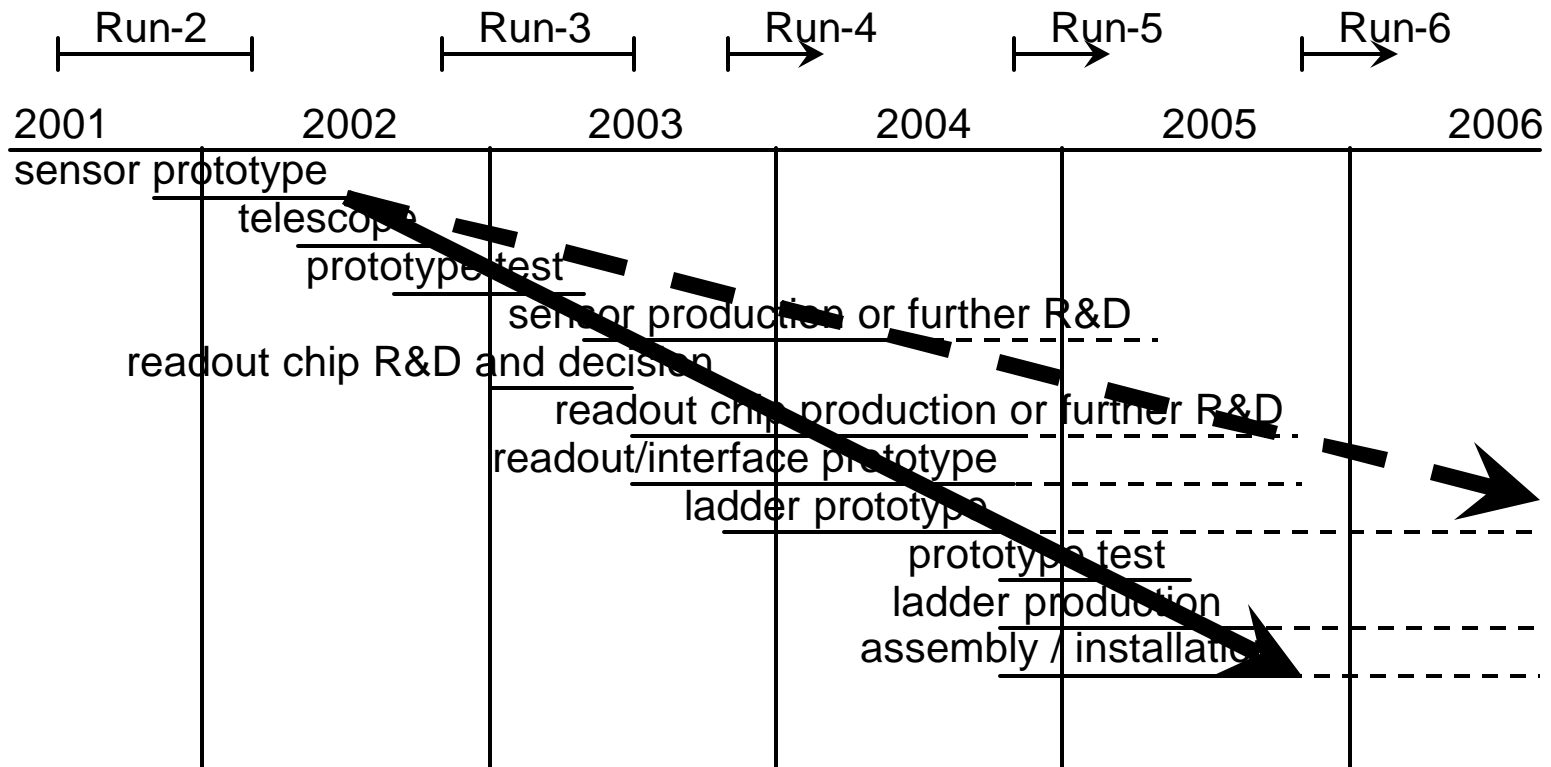 Run-2 Run-3 Run-4 Run-5 Run-6
2001 2002 2003 2004 2005 2006
sensor prototype
telescope
prototype test
sensor production or further R&D
readout chip R&D and decision
readout chip production or further R&D
readout/interface prototype
ladder prototype
prototype test
ladder production
assembly / installation